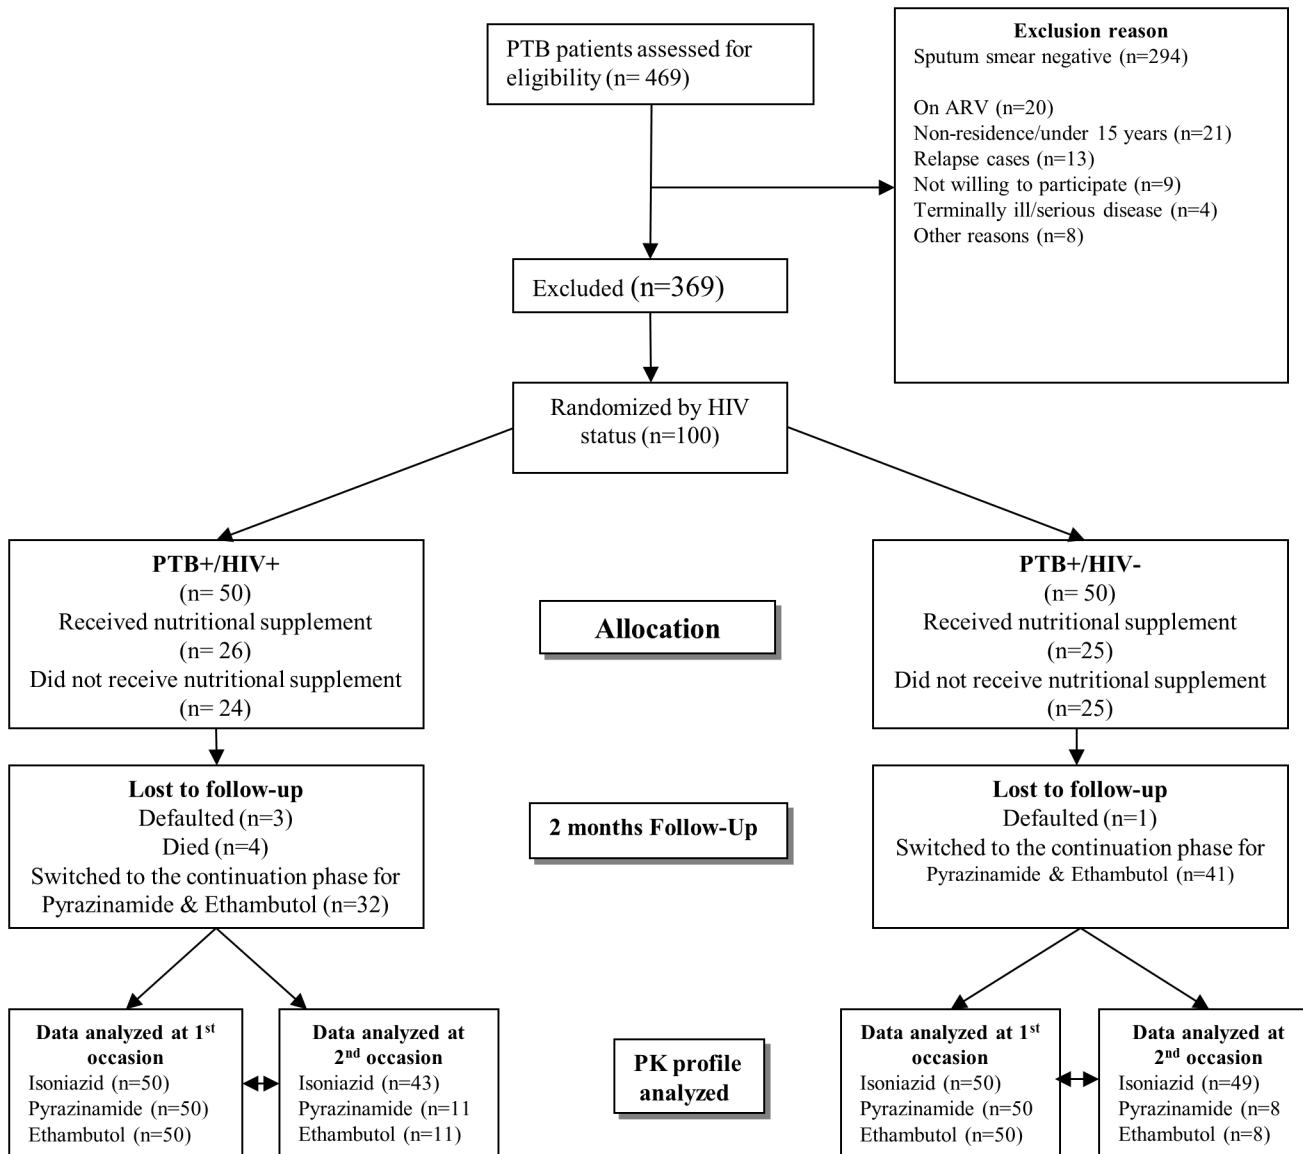 PTB patients assessed for
eligibility (n= 469)
Exclusion reason
Sputum smear negative (n=294)
On ARV (n=20)
Non-residence/under 15 years (n=21)
Relapse cases (n=13)
Not willing to participate (n=9)
Terminally ill/serious disease (n=4)
Other reasons (n=8)
Excluded (n=369)
Randomized by HIV
status (n=100)
PTB+/HIV+
(n= 50)
Received nutritional supplement
(n= 26)
Did not receive nutritional supplement
(n= 24)
Allocation
PTB+/HIV-
(n= 50)
Received nutritional supplement
(n=25)
Did not receive nutritional supplement
(n=25)
Lost to follow-up
Defaulted (n=3)
Died (n=4)
Switched to the continuation phase for
Pyrazinamide & Ethambutol (n=32)
2 months Follow-Up
Lost to follow-up
Defaulted (n=1)
Switched to the continuation phase for
Pyrazinamide & Ethambutol (n=41)
Data analyzed at 1st
occasion
Isoniazid (n=50)
Pyrazinamide (n=50)
Ethambutol (n=50)
Data analyzed at
2nd occasion
Isoniazid (n=43)
Pyrazinamide (n=11
Ethambutol (n=11)
PK profile
analyzed
Data analyzed at 1st
occasion
Isoniazid (n=50)
Pyrazinamide (n=50
Ethambutol (n=50)
Data analyzed at
2nd occasion
Isoniazid (n=49)
Pyrazinamide (n=8
Ethambutol (n=8)